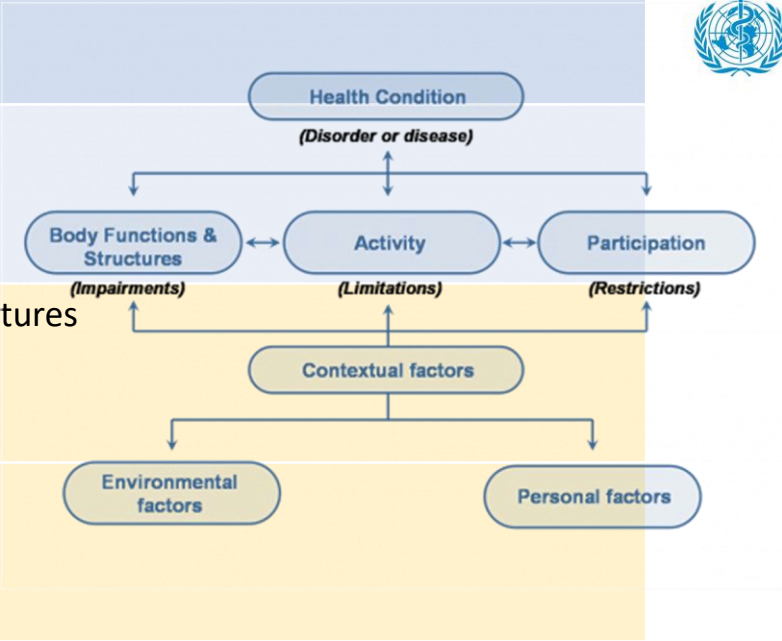 Health Condition
(Disorder or disease)
Body Functions &
Structures
Activity
Participation
(Impairments)
(Limitations)
(Restrictions)
tures
Contextual factors
Environmental
factors
Personal factors